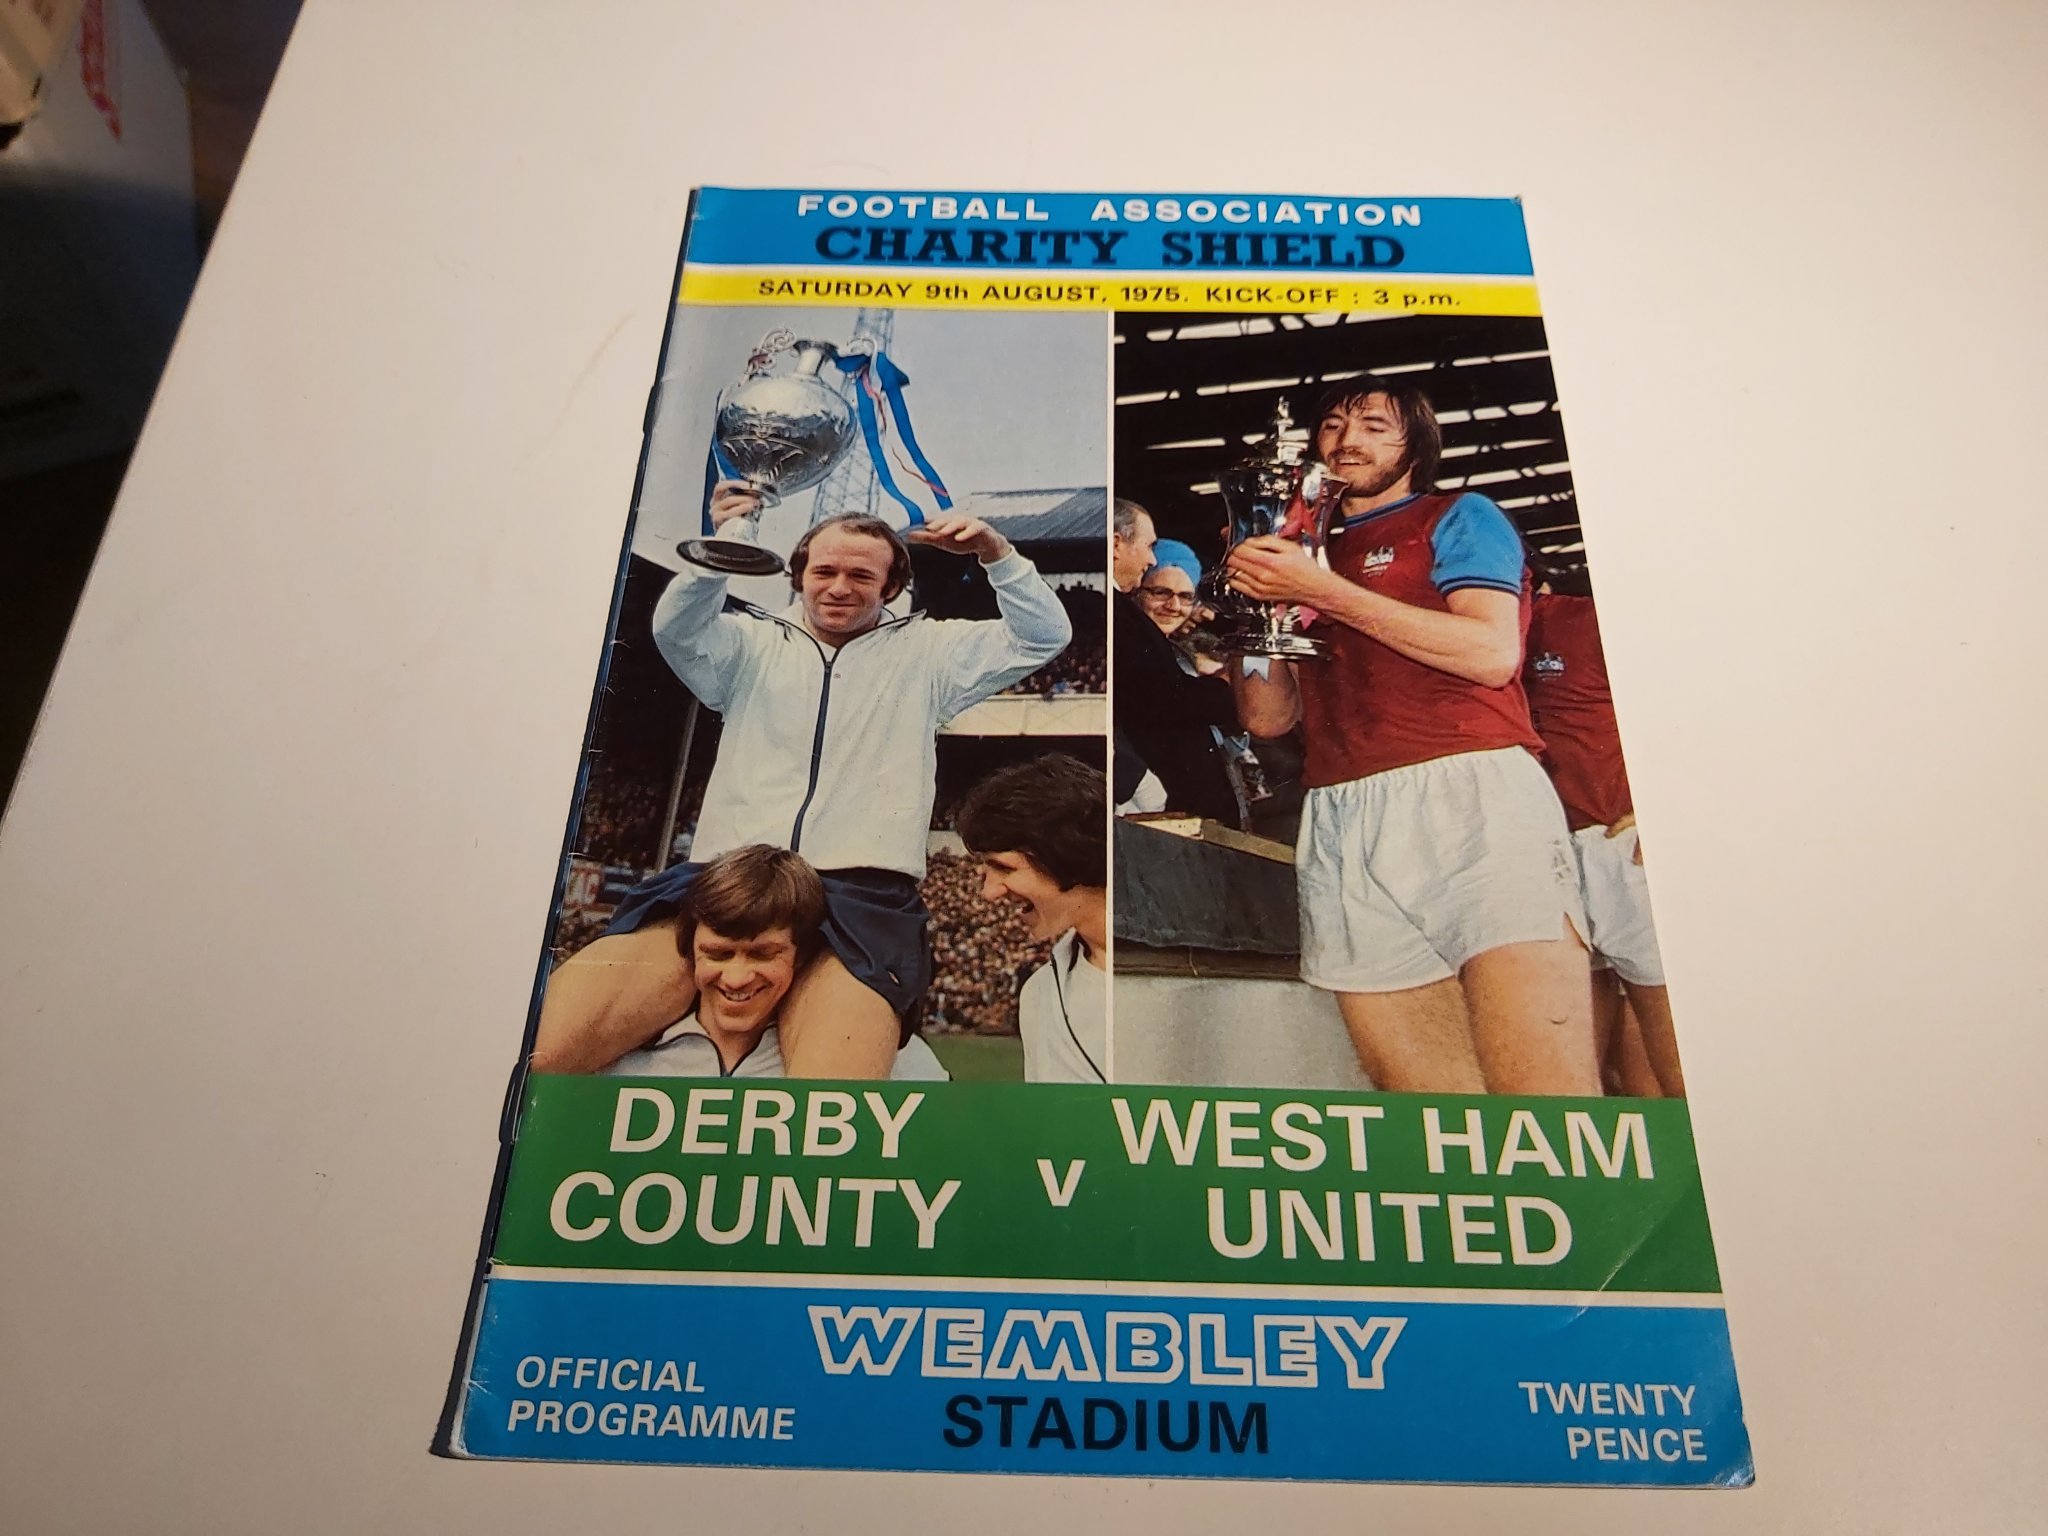 FOOTBALL ASSOCIATION
CHARITY SHIELD
SATURDAY 9th AUGUST, 1975. KICK-OFF : 3 p.m.
DERBY
COUNTY
v
WEST HAM
UNITED
WEMBLEY
STADIUM
OFFICIAL
PROGRAMME
TWENTY
PENCE